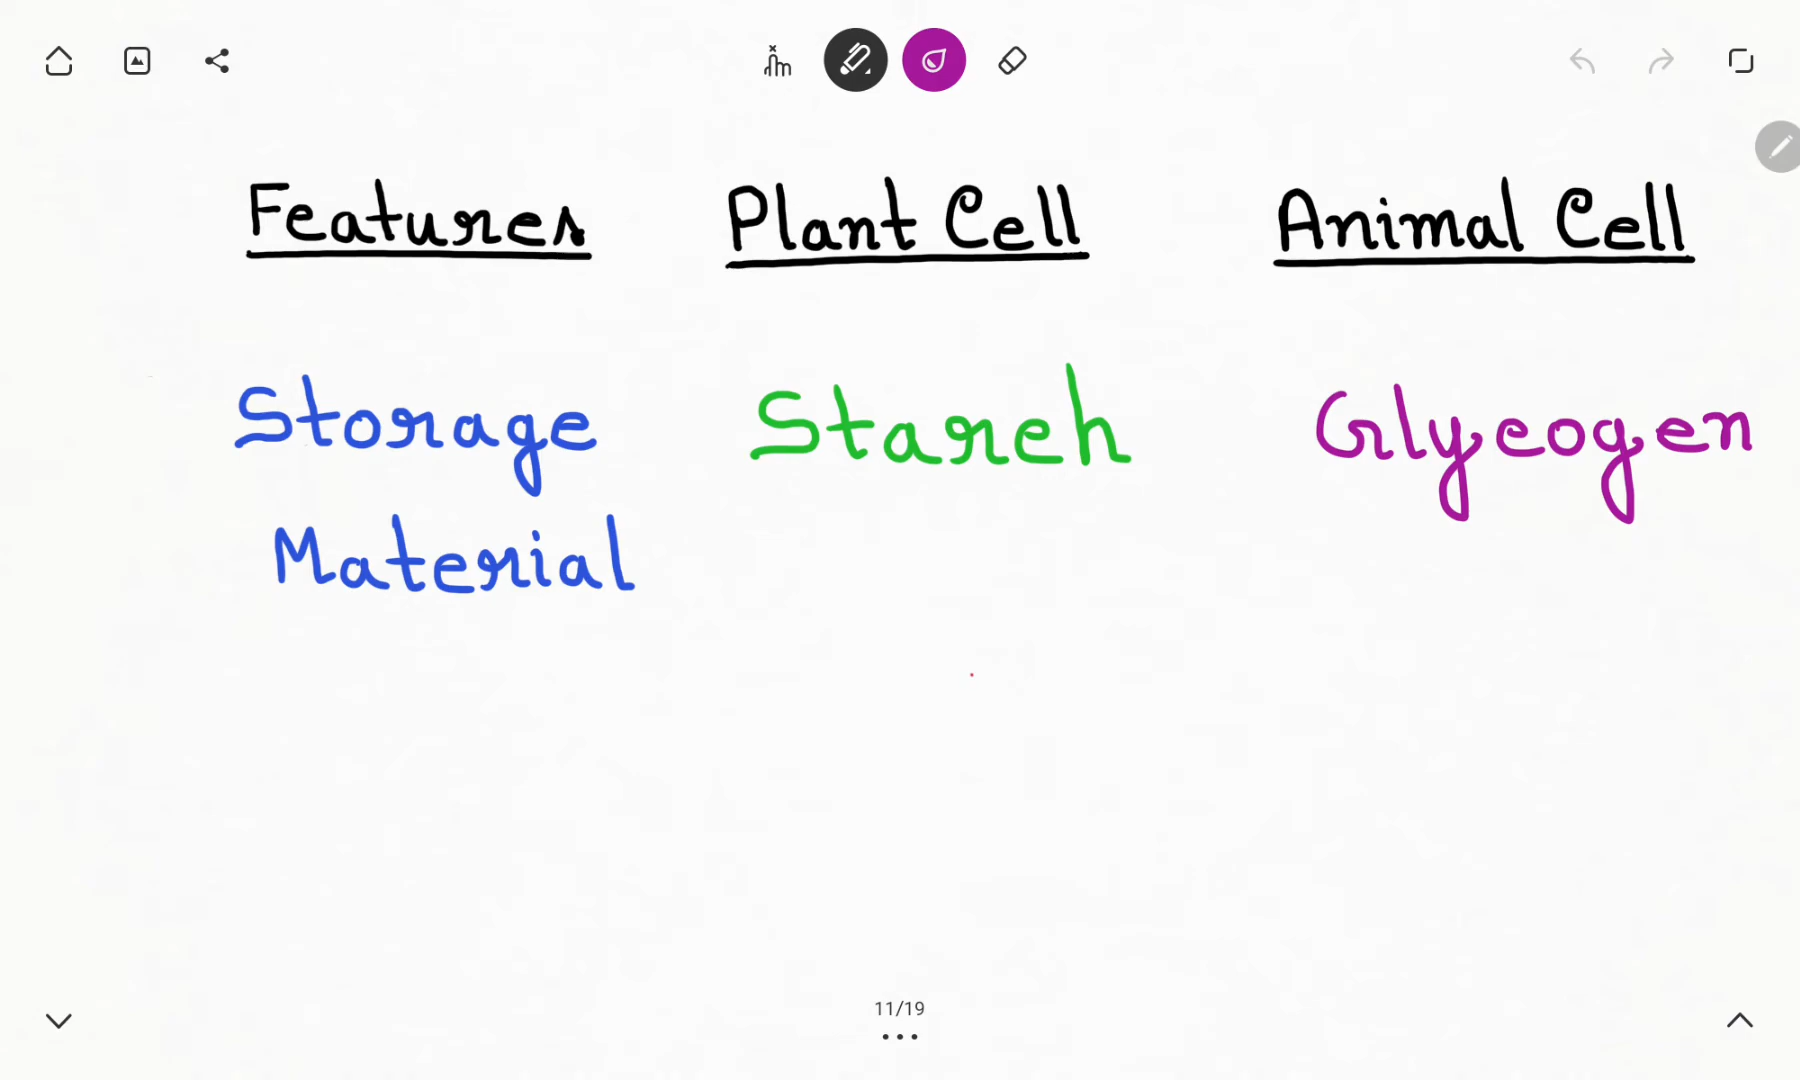 Features Plant Cell Animal Cell
Storage Starch Glycogen
Material
11/19